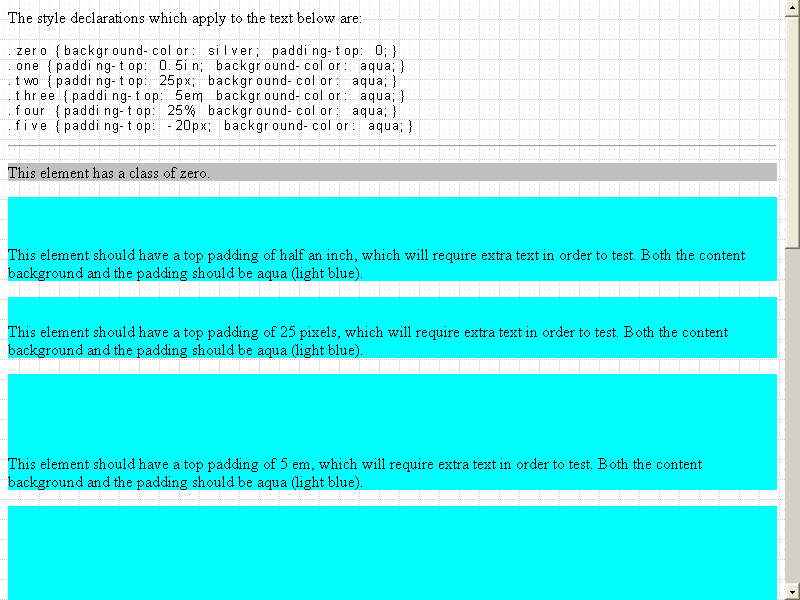 The style declarations which apply to the text below are:
.zero {background-color: silver; padding-top: 0;}
.one {padding-top: 0.5in; background-color: aqua;}
.two {padding-top: 25px; background-color: aqua;}
.three {padding-top: 5em; background-color: aqua;}
.four {padding-top: 25%; background-color: aqua;}
.five {padding-top: -20px; background-color: aqua;}
This element has a class of zero.
This element should have a top padding of half an inch, which will require extra text in order to test. Both the content
background and the padding should be aqua (light blue).
This element should have a top padding of 25 pixels, which will require extra text in order to test. Both the content
background and the padding should be aqua (light blue).
This element should have a top padding of 5 em, which will require extra text in order to test. Both the content
background and the padding should be aqua (light blue).